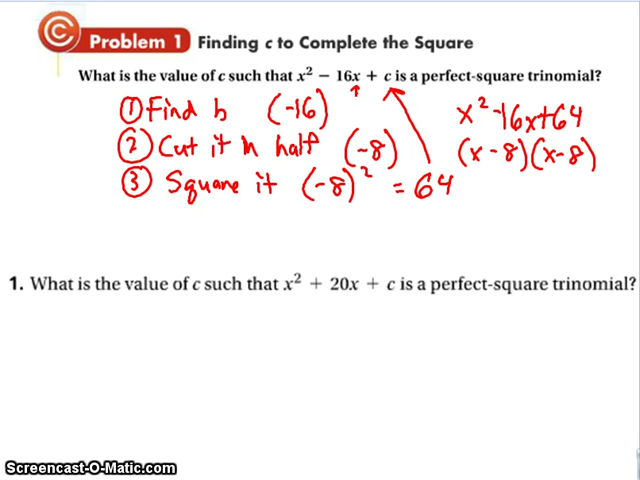 C Problem 1 Finding c to Complete the Square
What is the value of c such that x² − 16x + c is a perfect-square trinomial?
① Find b (-16)
x²-16x+64
② Cut it in half (-8)
(x-8)(x-8)
③ Square it (-8)² = 64
1. What is the value of c such that x² + 20x + c is a perfect-square trinomial?
Screencast-O-Matic.com